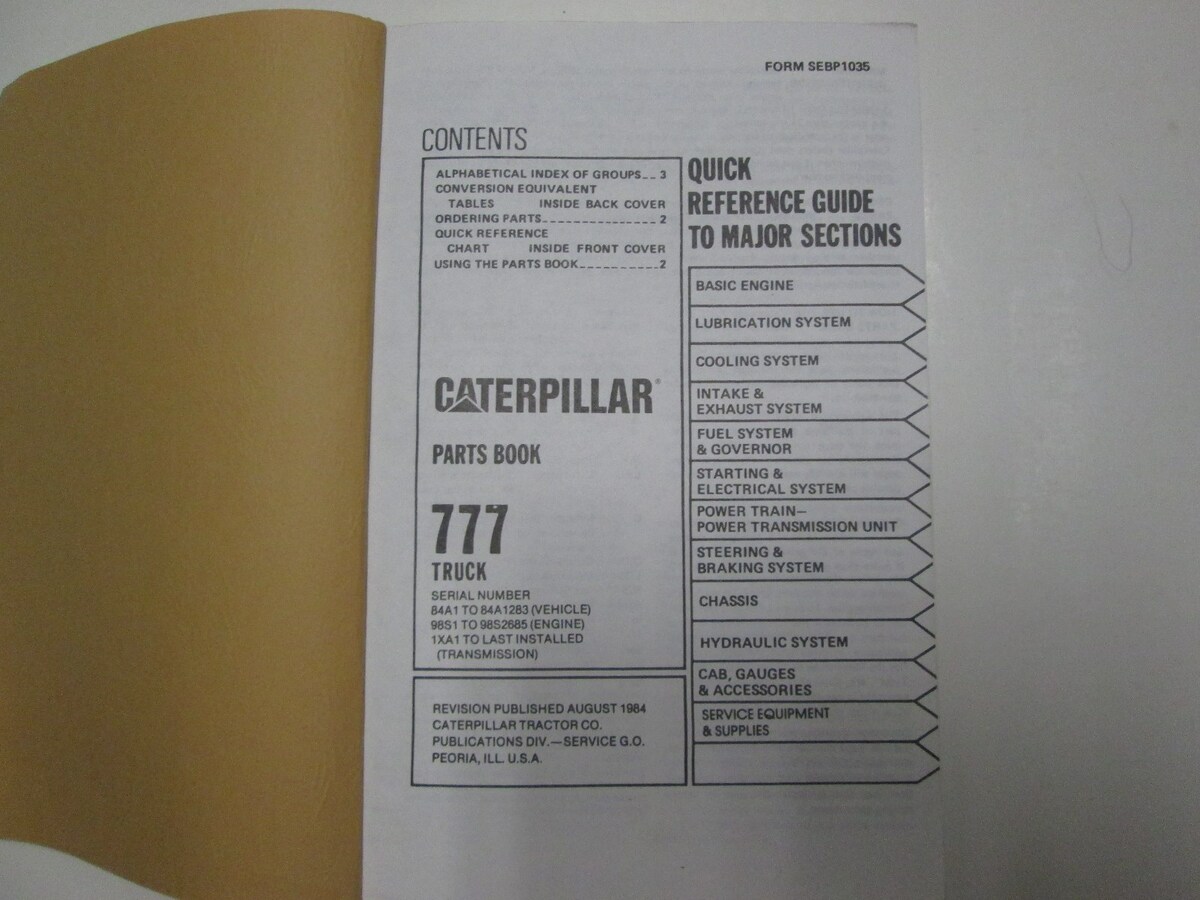 FORM SEBP1035
CONTENTS
ALPHABETICAL INDEX OF GROUPS__ 3
CONVERSION EQUIVALENT
TABLES INSIDE BACK COVER
ORDERING PARTS_______________ 2
QUICK REFERENCE
CHART INSIDE FRONT COVER
USING THE PARTS BOOK___________2
CATERPILLAR®
PARTS BOOK
777
TRUCK
SERIAL NUMBER
84A1 TO 84A1283 (VEHICLE)
98S1 TO 98S2685 (ENGINE)
1XA1 TO LAST INSTALLED
(TRANSMISSION)
REVISION PUBLISHED AUGUST 1984
CATERPILLAR TRACTOR CO.
PUBLICATIONS DIV.—SERVICE G.O.
PEORIA, ILL. U.S.A.
QUICK
REFERENCE GUIDE
TO MAJOR SECTIONS
BASIC ENGINE
LUBRICATION SYSTEM
COOLING SYSTEM
INTAKE &
EXHAUST SYSTEM
FUEL SYSTEM
& GOVERNOR
STARTING &
ELECTRICAL SYSTEM
POWER TRAIN—
POWER TRANSMISSION UNIT
STEERING &
BRAKING SYSTEM
CHASSIS
HYDRAULIC SYSTEM
CAB, GAUGES
& ACCESSORIES
SERVICE EQUIPMENT
& SUPPLIES